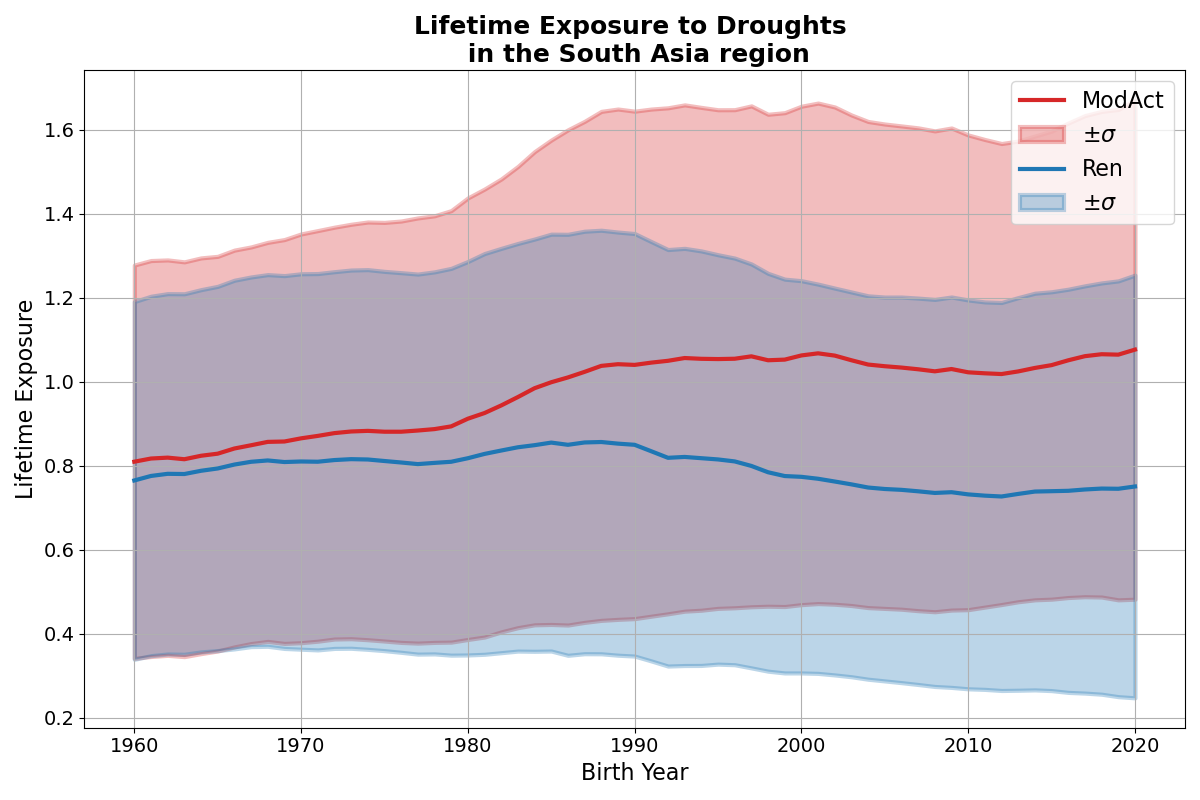 Lifetime Exposure to Droughts
in the South Asia region
ModAct
±σ
Ren
±σ
Lifetime Exposure
1.6
1.4
1.2
1.0
0.8
0.6
0.4
0.2
1960 1970 1980 1990 2000 2010 2020
Birth Year